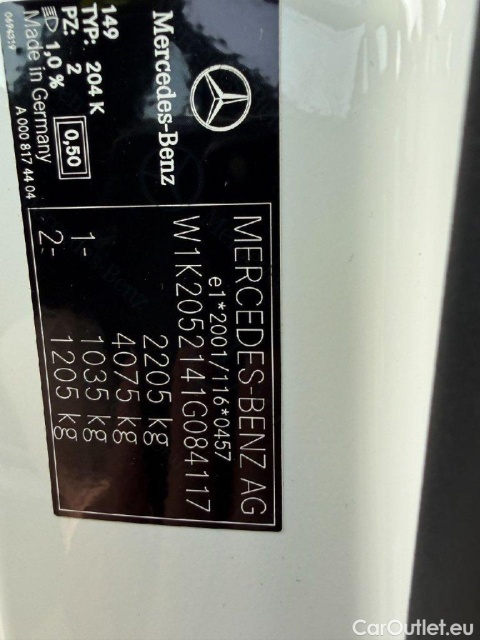 MERCEDES-BENZ AG
e1*2001/116*0457
W1K2052141G084117
2205 kg
4075 kg
1- 1035 kg
2- 1205 kg
Mercedes-Benz
149
TYP: 204 K
PZ: 2
0,50
1,0 %
Made in Germany
A 000 817 44 04
0494319
CarOutlet.eu